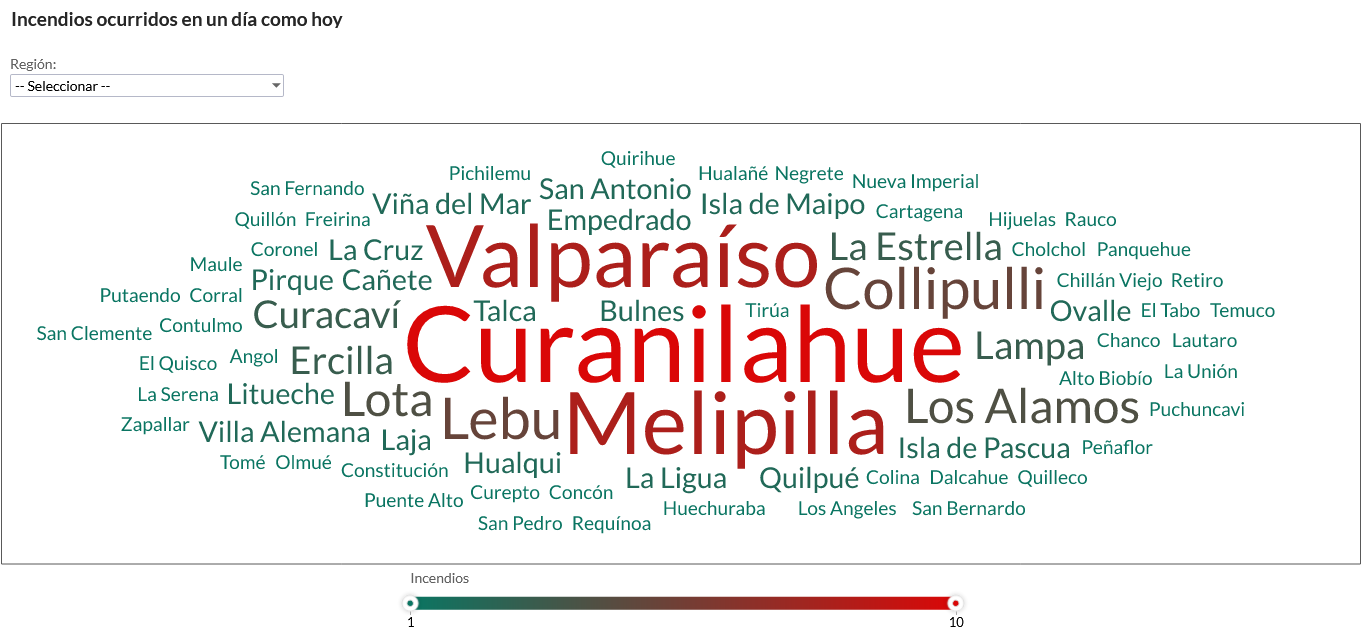 Incendios ocurridos en un día como hoy
Región:
-- Seleccionar --
Quirihue
Pichilemu
Hualañé
Negrete
San Fernando
Viña del Mar
San Antonio
Isla de Maipo
Nueva Imperial
Quillón
Freirina
Empedrado
Cartagena
Hijuelas
Rauco
Coronel
La Cruz
Valparaíso
La Estrella
Cholchol
Panquehue
Maule
Pirque
Cañete
Collipulli
Chillán Viejo
Retiro
Putaendo
Corral
Curacaví
Talca
Bulnes
Tirúa
Ovalle
El Tabo
Temuco
San Clemente
Contulmo
Curanilahue
Lampa
Chanco
Lautaro
El Quisco
Angol
Ercilla
Alto Biobío
La Unión
La Serena
Litueche
Lota
Lebu
Melipilla
Los Alamos
Puchuncavi
Zapallar
Villa Alemana
Laja
Isla de Pascua
Peñaflor
Tomé
Olmué
Constitución
Hualqui
La Ligua
Quilpué
Colina
Dalcahue
Quilleco
Puente Alto
Curepto
Concón
Huechuraba
Los Angeles
San Bernardo
San Pedro
Requínoa
Incendios
1
10